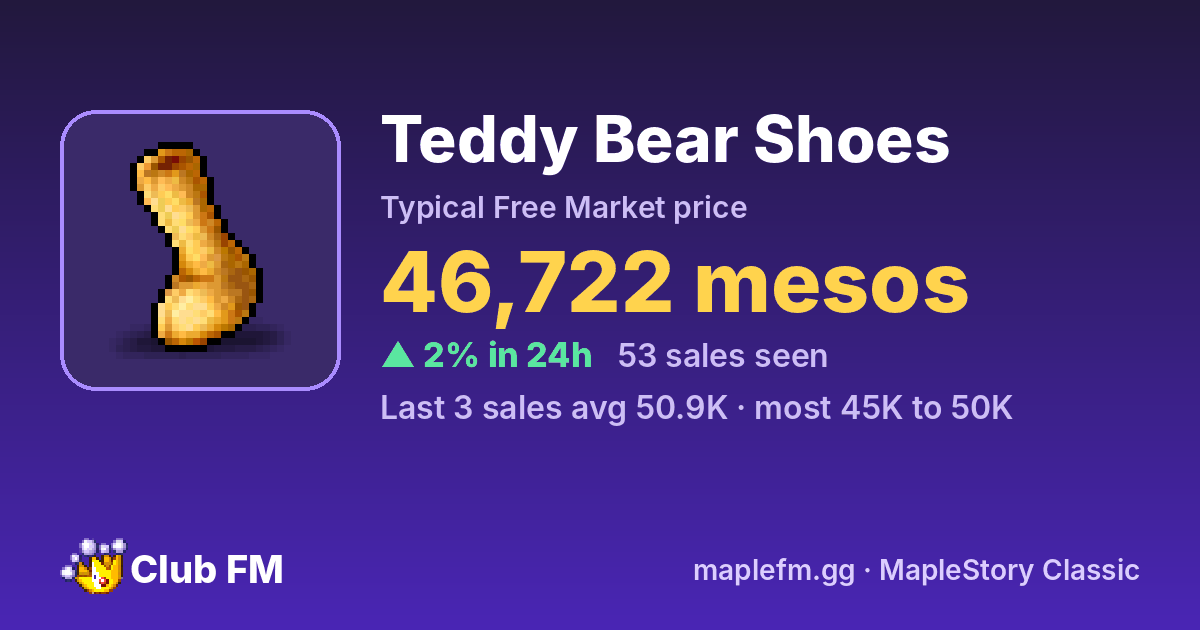 Teddy Bear Shoes
Typical Free Market price
46,722 mesos
▲ 2% in 24h 53 sales seen
Last 3 sales avg 50.9K · most 45K to 50K
Club FM
maplefm.gg · MapleStory Classic